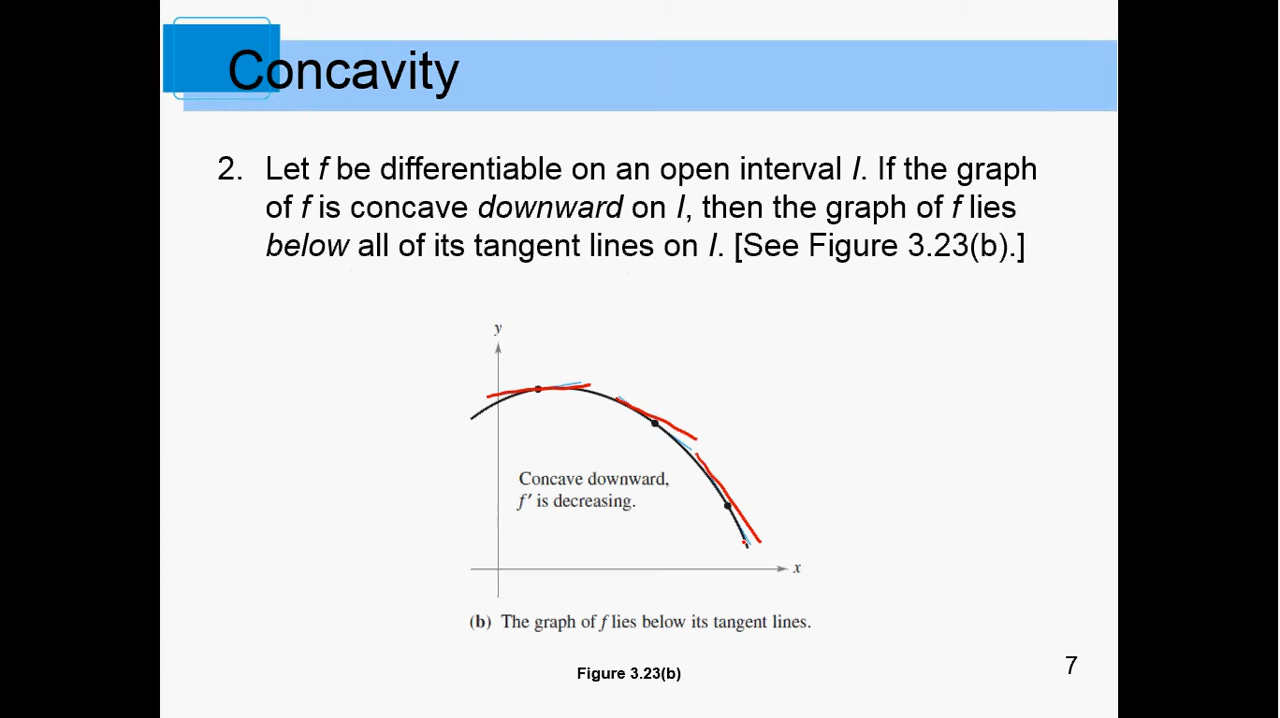 Concavity
2. Let f be differentiable on an open interval I. If the graph
of f is concave downward on I, then the graph of f lies
below all of its tangent lines on I. [See Figure 3.23(b).]
y
Concave downward,
f′ is decreasing.
x
(b) The graph of f lies below its tangent lines.
Figure 3.23(b)
7